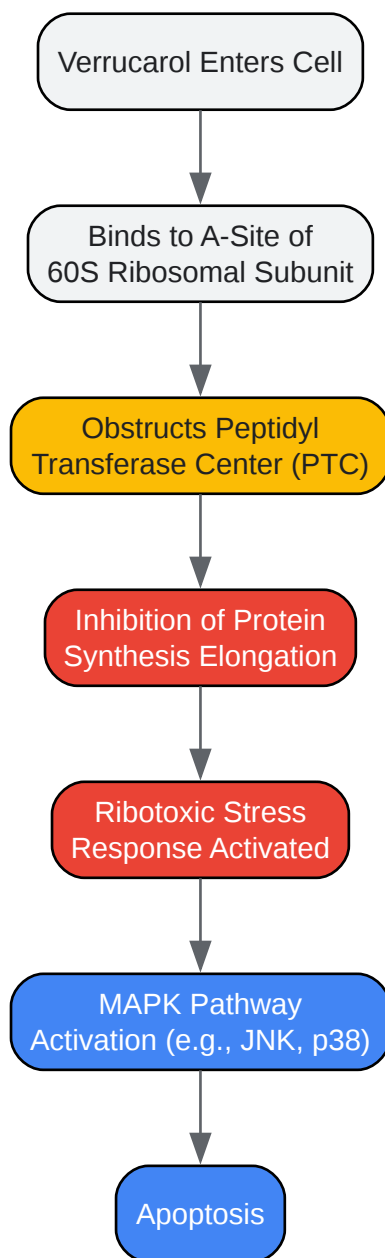 Verrucarol Enters Cell
Binds to A-Site of
60S Ribosomal Subunit
Obstructs Peptidyl
Transferase Center (PTC)
Inhibition of Protein
Synthesis Elongation
Ribotoxic Stress
Response Activated
MAPK Pathway
Activation (e.g., JNK, p38)
Apoptosis